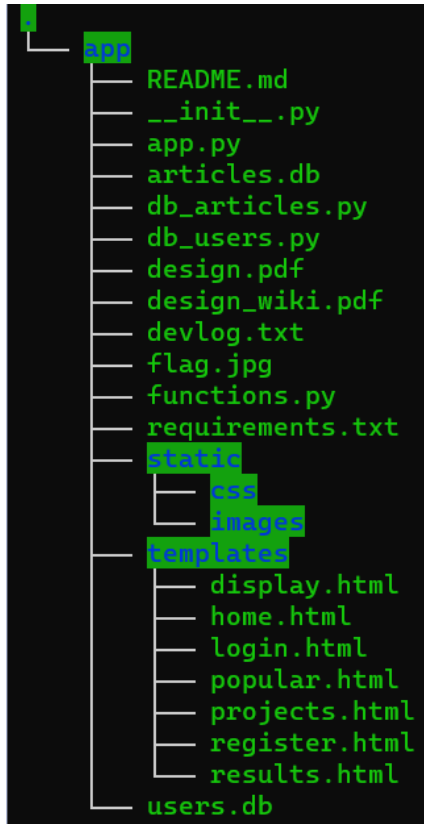 .
app
README.md
__init__.py
app.py
articles.db
db_articles.py
db_users.py
design.pdf
design_wiki.pdf
devlog.txt
flag.jpg
functions.py
requirements.txt
static
css
images
templates
display.html
home.html
login.html
popular.html
projects.html
register.html
results.html
users.db